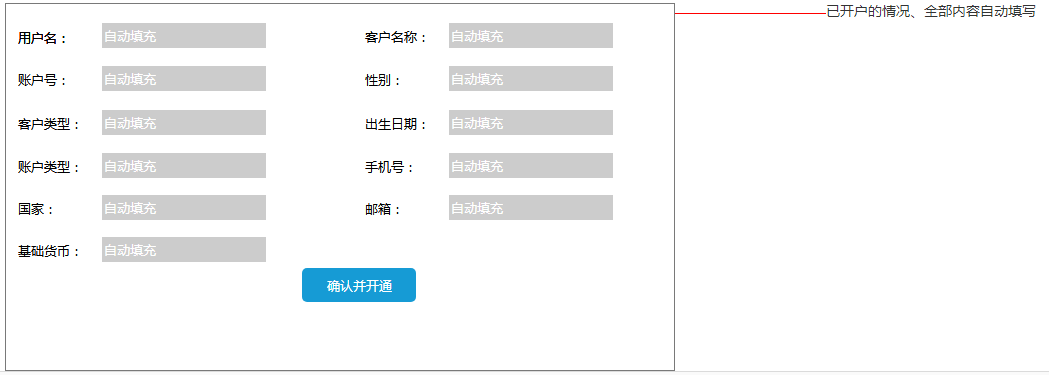 已开户的情况、全部内容自动填写
用户名： 自动填充 客户名称： 自动填充
账户号： 自动填充 性别： 自动填充
客户类型： 自动填充 出生日期： 自动填充
账户类型： 自动填充 手机号： 自动填充
国家： 自动填充 邮箱： 自动填充
基础货币： 自动填充
确认并开通